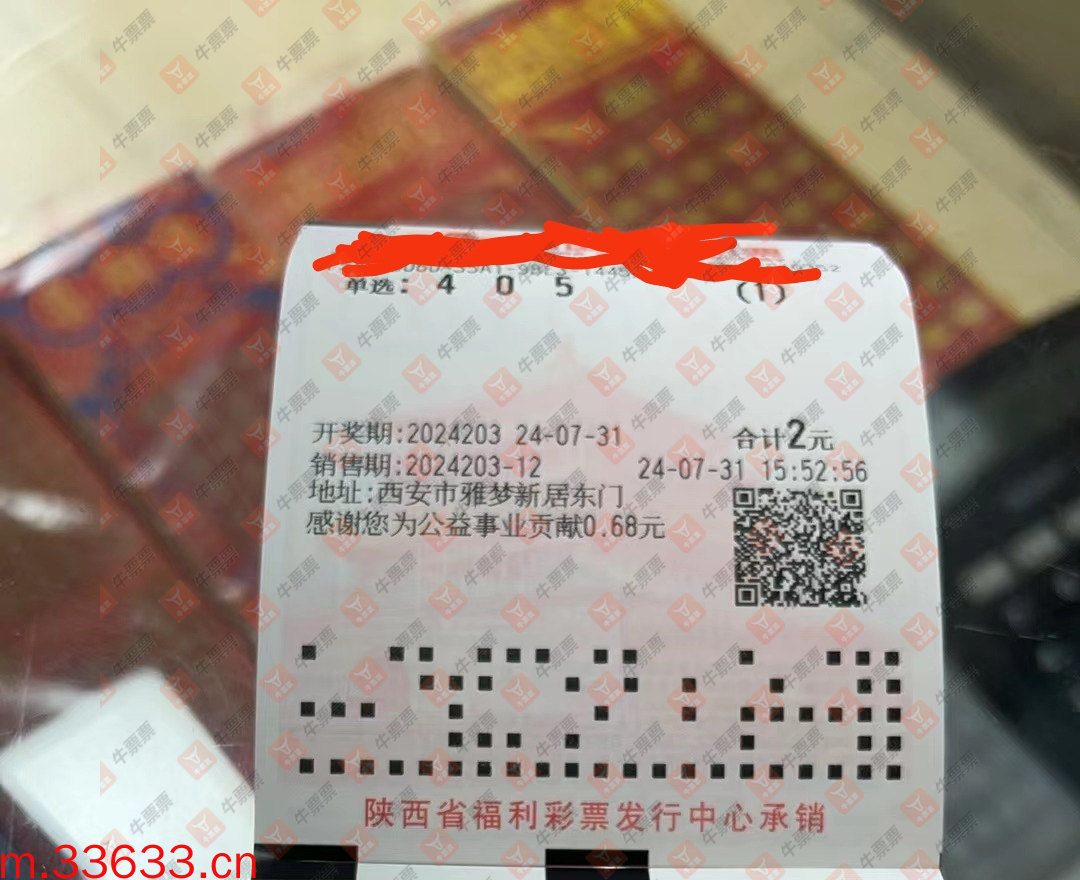 单选: 4 0 5 (1)
开奖期:2024203 24-07-31 合计2元
销售期:2024203-12 24-07-31 15:52:56
地址:西安市雅梦新居东门
感谢您为公益事业贡献0.68元
陕西省福利彩票发行中心承销
m.33633.cn
牛票票